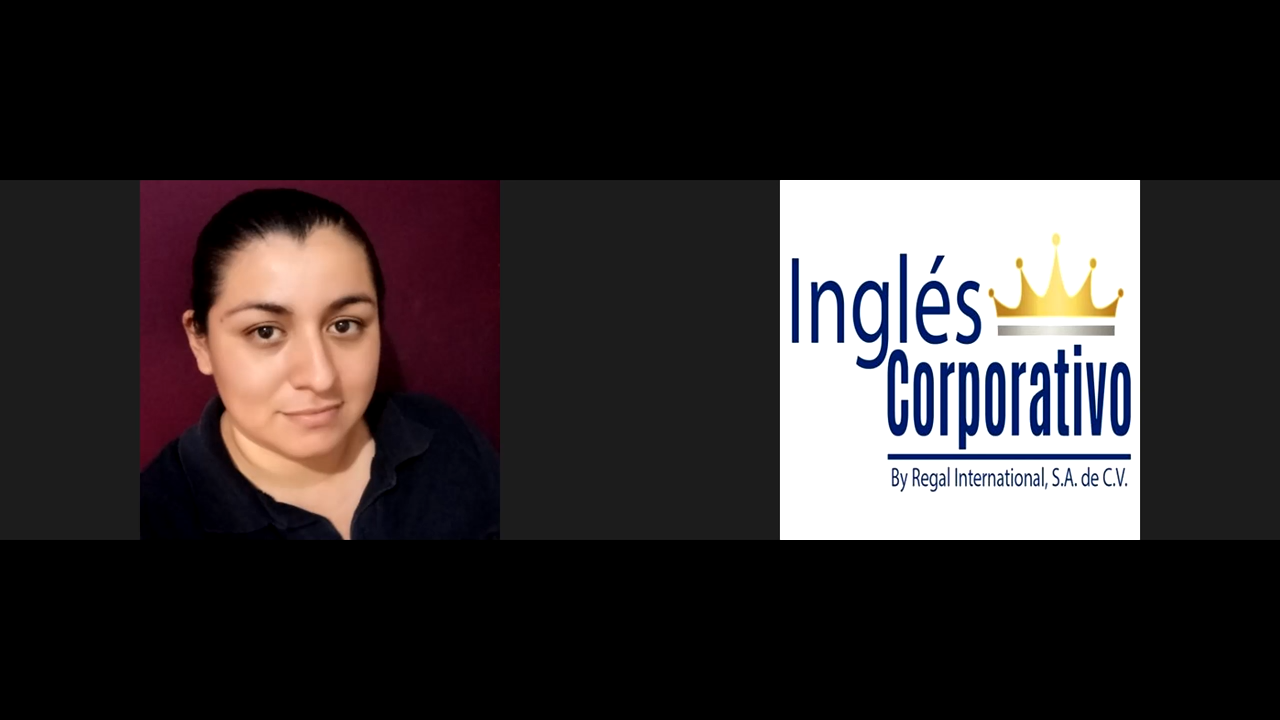 Inglés
Corporativo
By Regal International, S.A. de C.V.